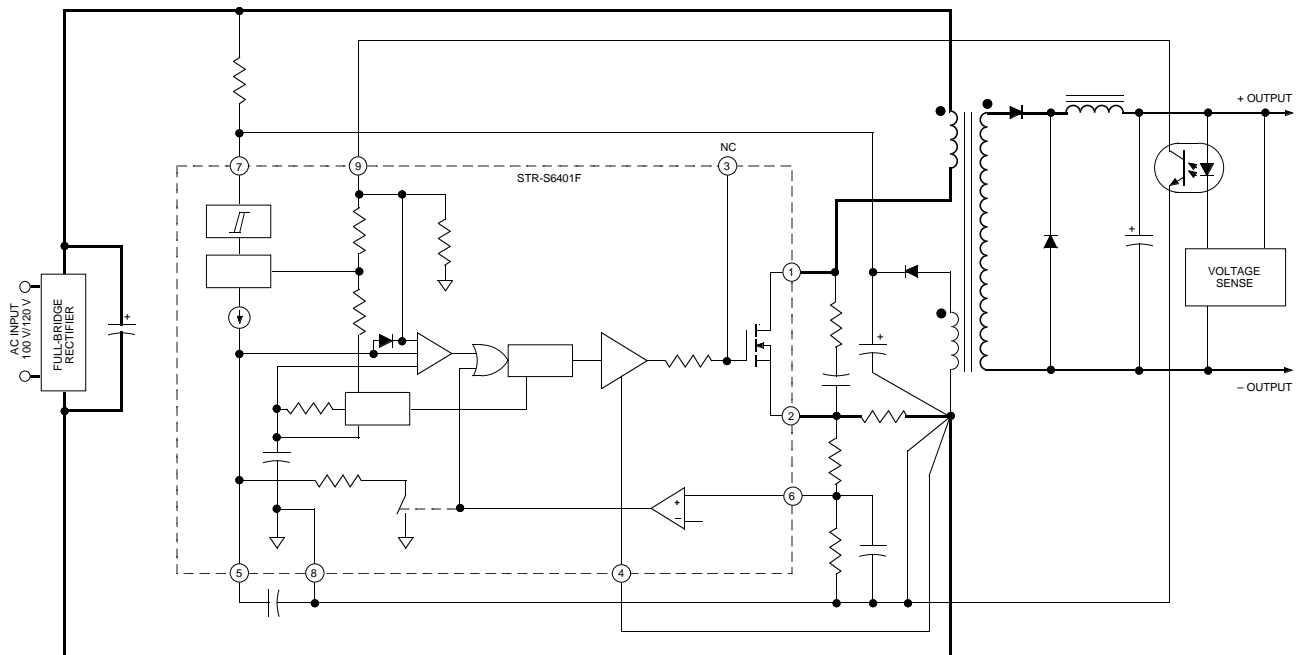 + OUTPUT
NC
7
9
3
STR-S6401F
1
AC INPUT
100 V/120 V
FULL-BRIDGE
RECTIFIER
+
+
+
VOLTAGE
SENSE
– OUTPUT
2
6
+
–
5
8
4